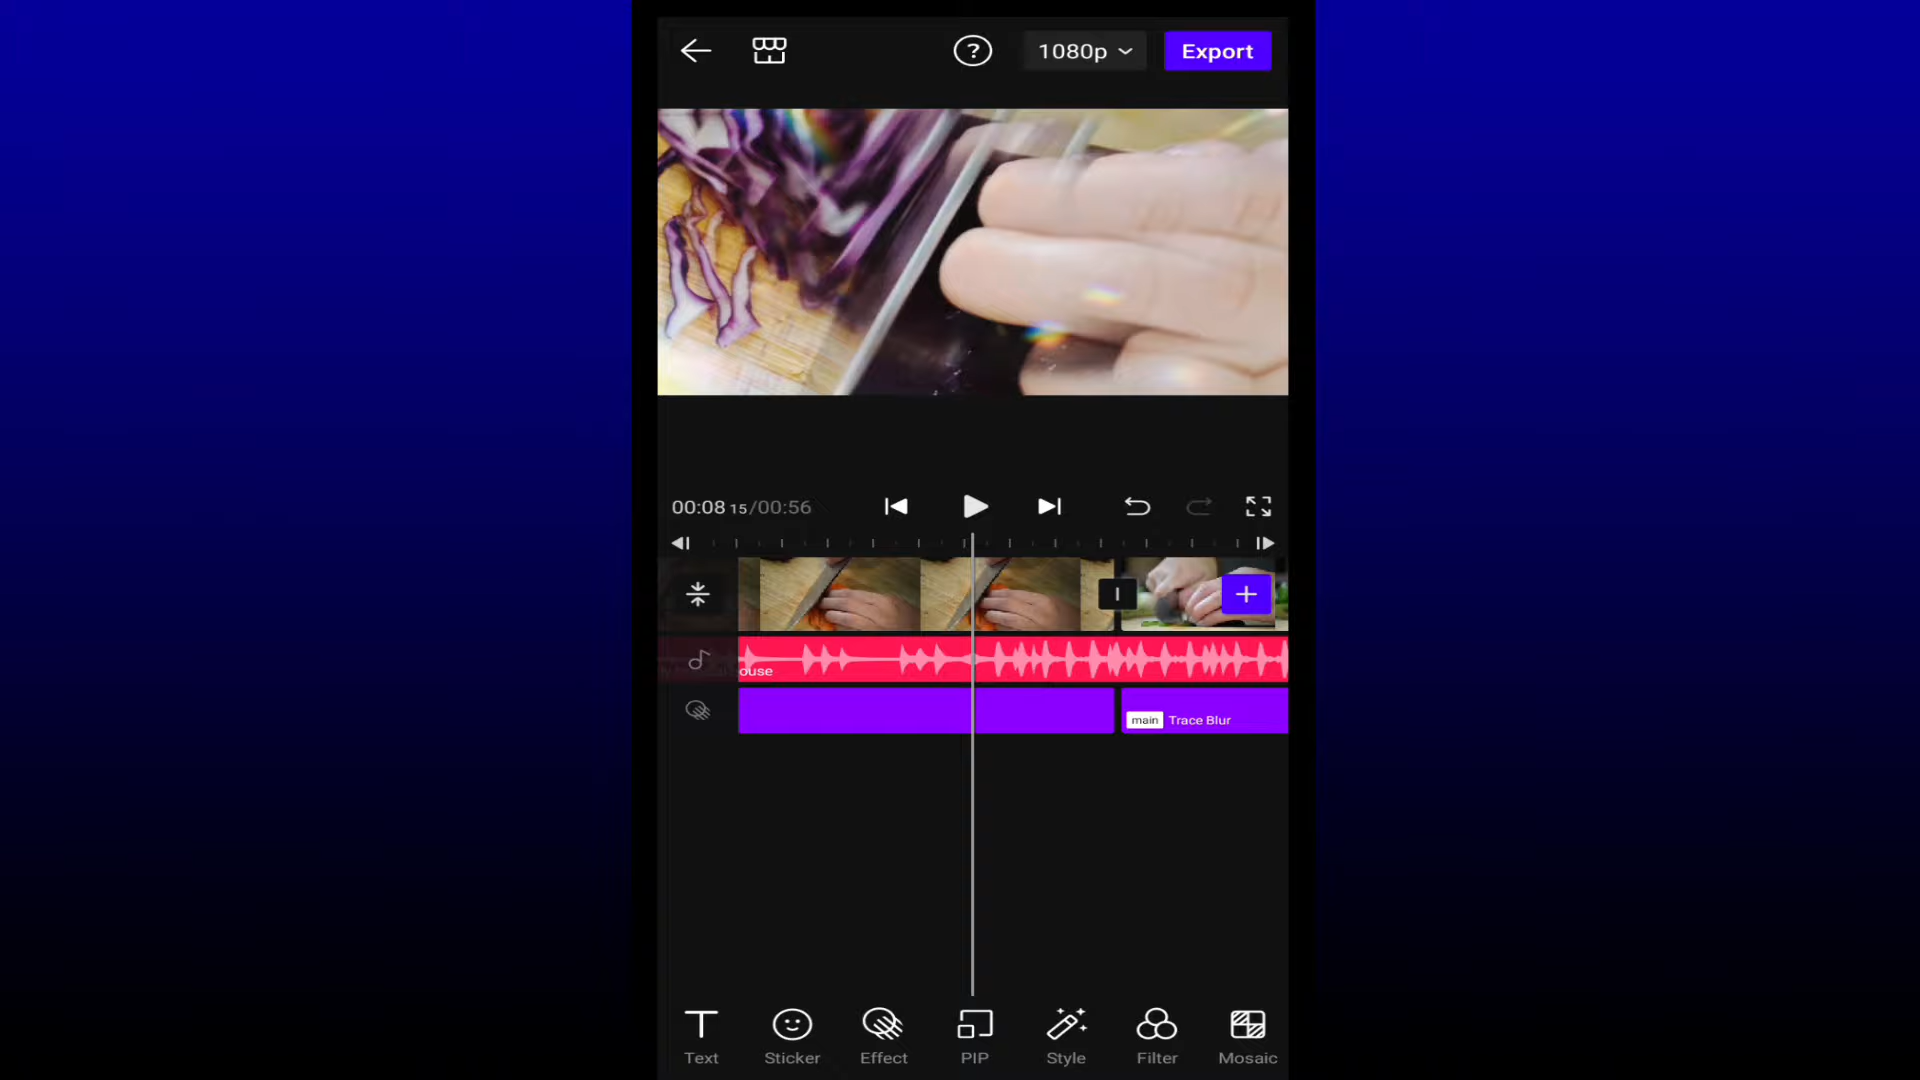 1080p
Export
00:08 15/00:56
ouse
main Trace Blur
Text Sticker Effect PIP Style Filter Mosaic